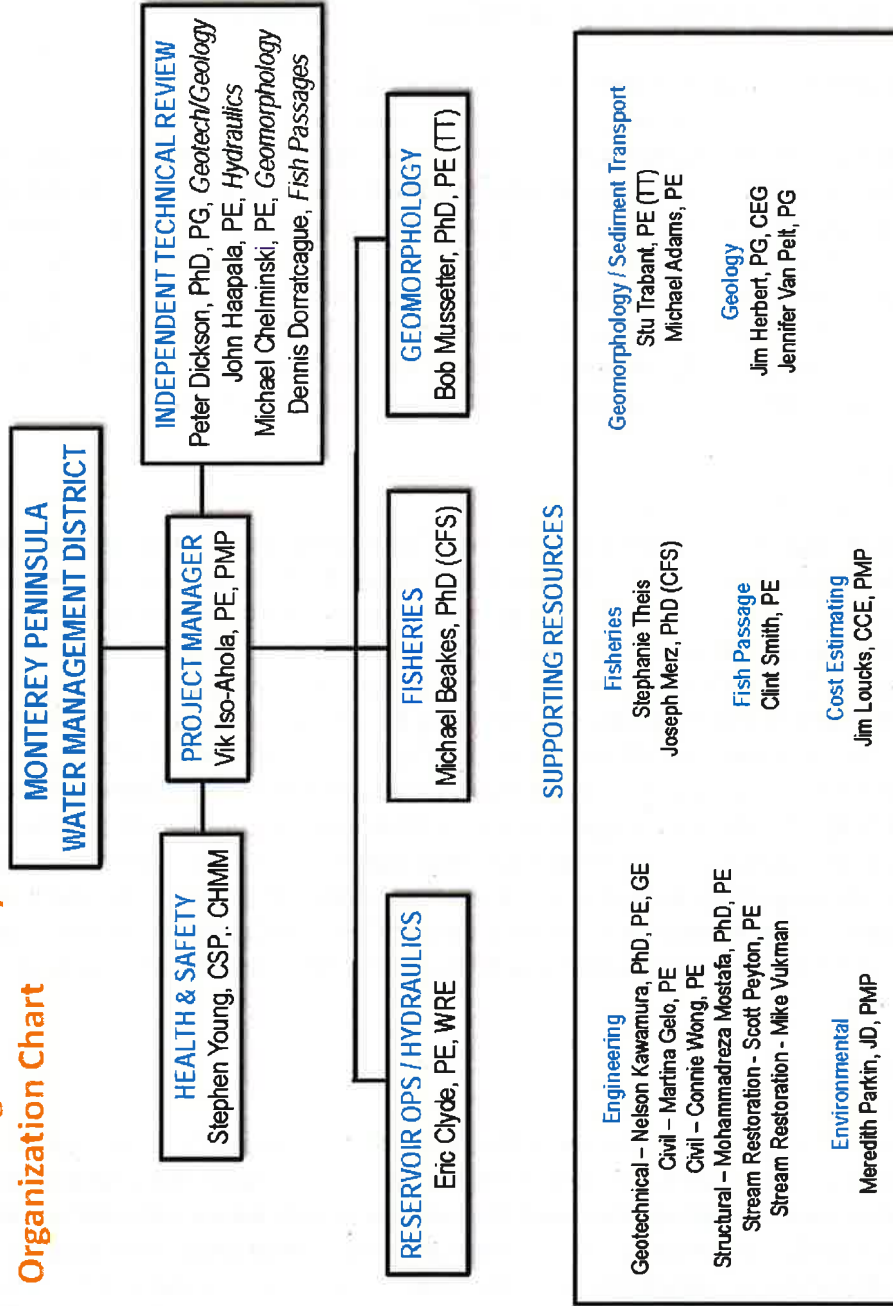 Organization Chart
MONTEREY PENINSULA
WATER MANAGEMENT DISTRICT
HEALTH & SAFETY
Stephen Young, CSP,. CHMM
PROJECT MANAGER
Vik Iso-Ahola, PE, PMP
INDEPENDENT TECHNICAL REVIEW
Peter Dickson, PhD, PG, Geotech/Geology
John Haapala, PE, Hydraulics
Michael Chelminski, PE, Geomorphology
Dennis Dorratcague, Fish Passages
RESERVOIR OPS / HYDRAULICS
Eric Clyde, PE, WRE
FISHERIES
Michael Beakes, PhD (CFS)
GEOMORPHOLOGY
Bob Mussetter, PhD, PE (TT)
SUPPORTING RESOURCES
Engineering
Geotechnical – Nelson Kawamura, PhD, PE, GE
Civil – Martina Gelo, PE
Civil – Connie Wong, PE
Structural – Mohammadreza Mostafa, PhD, PE
Stream Restoration - Scott Peyton, PE
Stream Restoration - Mike Vukman
Environmental
Meredith Parkin, JD, PMP
Fisheries
Stephanie Theis
Joseph Merz, PhD (CFS)
Fish Passage
Clint Smith, PE
Cost Estimating
Jim Loucks, CCE, PMP
Geomorphology / Sediment Transport
Stu Trabant, PE (TT)
Michael Adams, PE
Geology
Jim Herbert, PG, CEG
Jennifer Van Pelt, PG